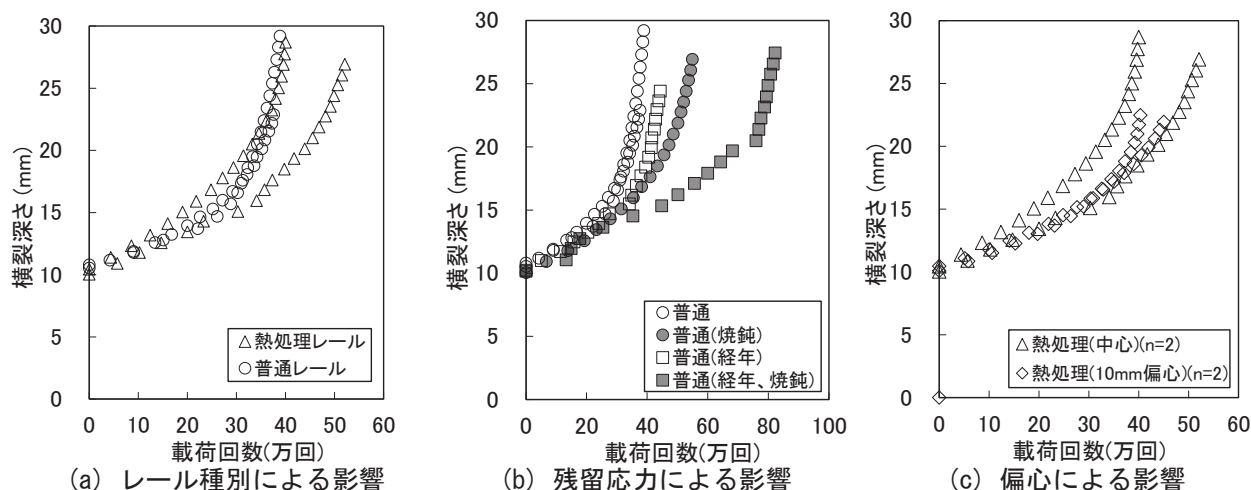 30
25
20
15
10
5
0
横裂深さ(mm)
△熱処理レール
○普通レール
0 10 20 30 40 50 60
載荷回数(万回)
(a) レール種別による影響
30
25
20
15
10
5
0
横裂深さ(mm)
○普通
●普通(焼鈍)
□普通(経年)
■普通(経年、焼鈍)
0 20 40 60 80 100
載荷回数(万回)
(b) 残留応力による影響
30
25
20
15
10
5
0
横裂深さ(mm)
△熱処理(中心)(n=2)
◇熱処理(10mm偏心)(n=2)
0 10 20 30 40 50 60
載荷回数(万回)
(c) 偏心による影響